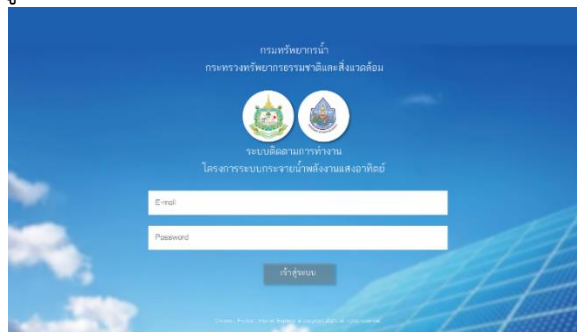 กรมทรัพยากรน้ำ
กระทรวงทรัพยากรธรรมชาติและสิ่งแวดล้อม
ระบบติดตามการทำงาน
โครงการระบบกระจายน้ำพลังงานแสงอาทิตย์
E-mail
Password
เข้าสู่ระบบ